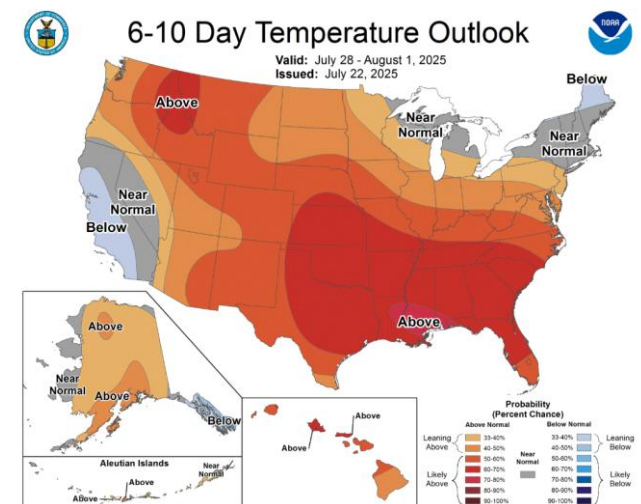 NOAA
6-10 Day Temperature Outlook
Valid: July 28 - August 1, 2025
Issued: July 22, 2025
Above
Near
Normal
Below
Near
Normal
Near
Normal
Below
Above
Above
Near
Normal
Above
Below
Aleutian Islands
Near
Normal
Above
Above
Above
Above
Probability
(Percent Chance)
Above Normal
Below Normal
Leaning
Above
Likely
Above
33-40%
40-50%
50-60%
60-70%
70-80%
80-90%
90-100%
Near
Normal
33-40%
40-50%
50-60%
60-70%
70-80%
80-90%
90-100%
Leaning
Below
Likely
Below